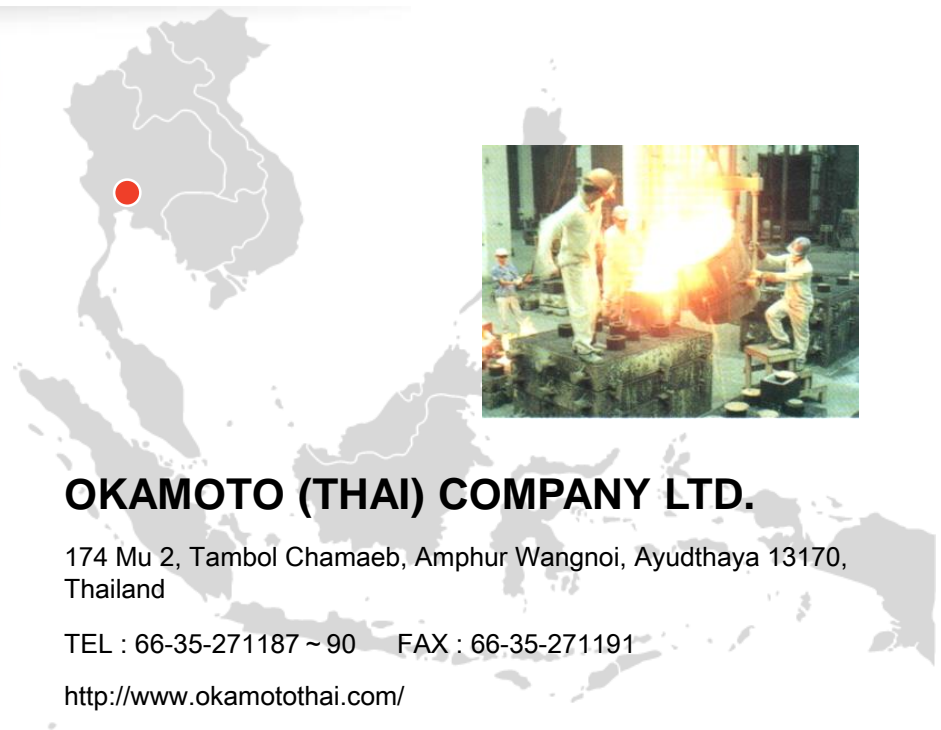 OKAMOTO (THAI) COMPANY LTD.
174 Mu 2, Tambol Chamaeb, Amphur Wangnoi, Ayudthaya 13170,
Thailand
TEL : 66-35-271187 ~ 90 FAX : 66-35-271191
http://www.okamotothai.com/